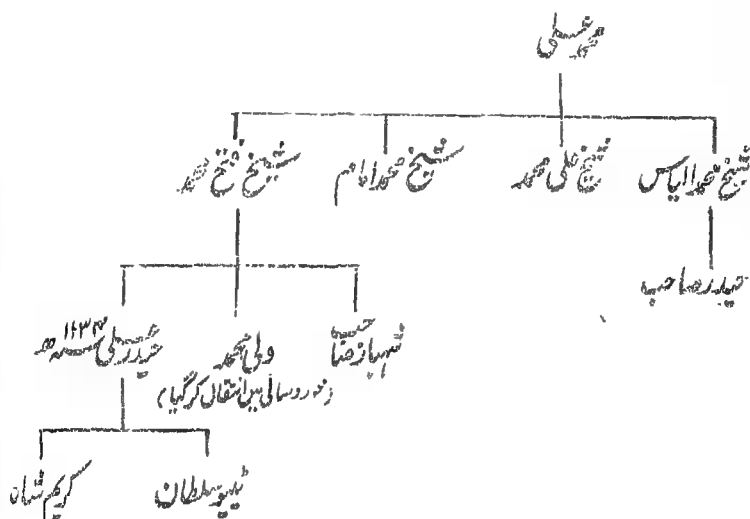 محمد علی
شیخ محمد الیاس شیخ علی محمد شیخ محمد امام شیخ فتح محمد
حیدر صاحب
شہباز صاحب ولی محمد حیدر علی ۱۱۳۴ھ
(خورد سالی میں انتقال کرگیا)
ٹیپو سلطان کریم شاہ